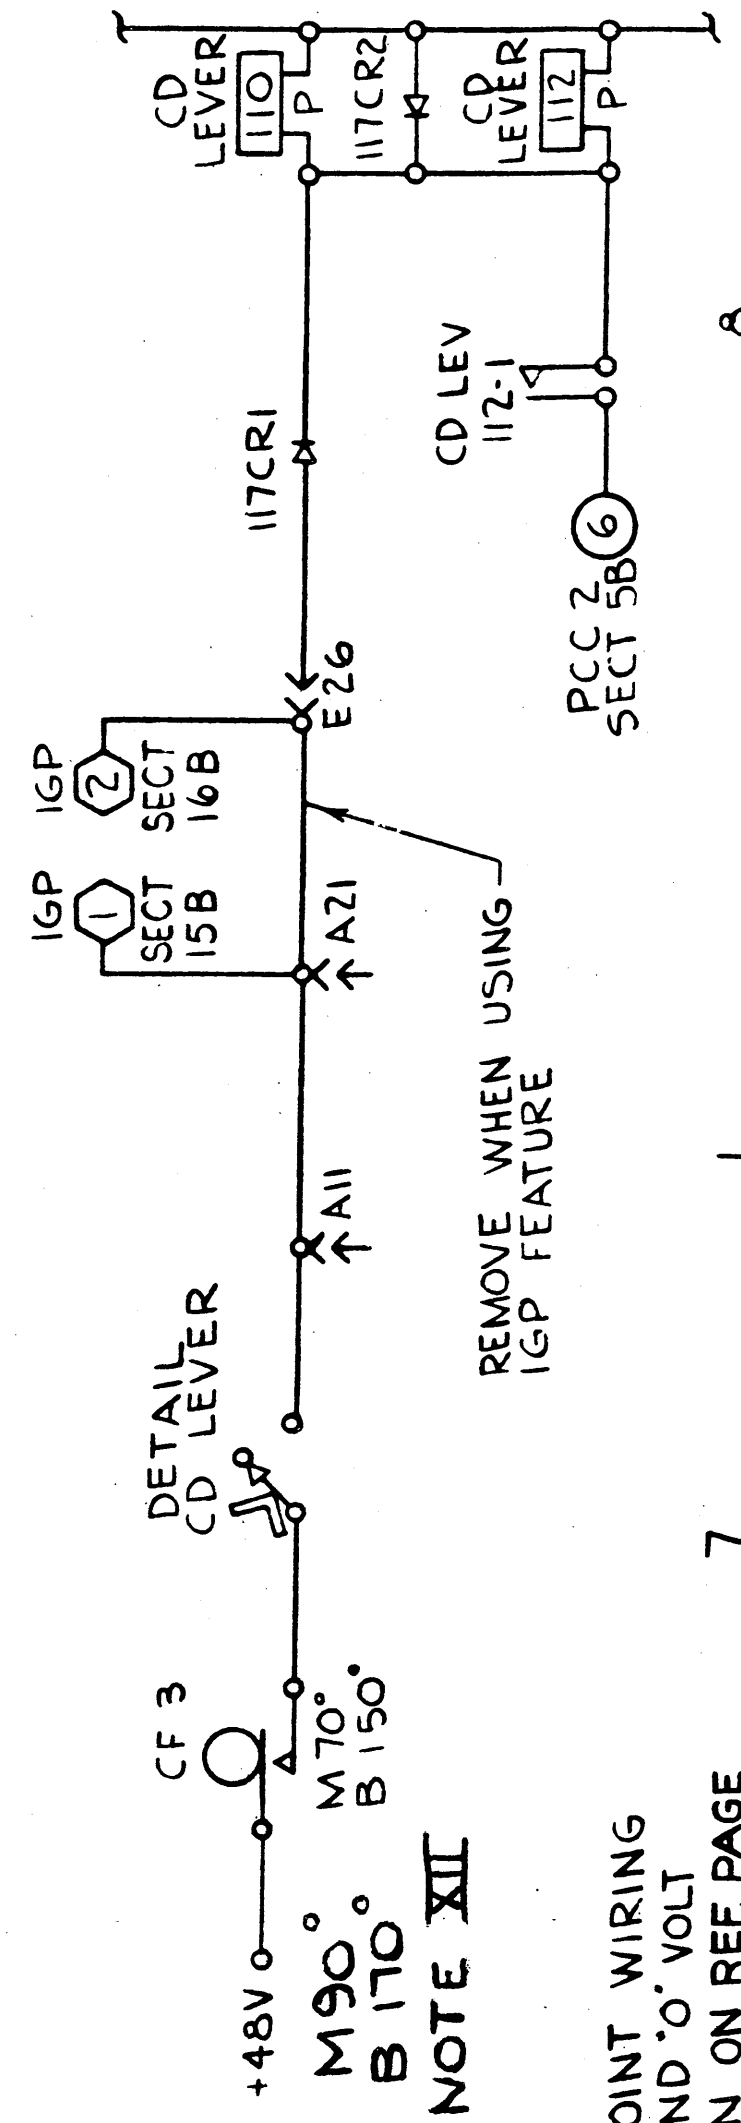 +48V
M90°
B 170°
NOTE XII
CF 3
M 70°
B 150°
DETAIL
CD LEVER
A11
A21
IGP
1
SECT
15B
IGP
2
SECT
16B
E26
REMOVE WHEN USING
IGP FEATURE
117CR1
CD LEV
112-1
PCC 2
SECT 5B
6
CD
LEVER
110
P
117CR2
CD
LEVER
112
P
OINT WIRING
ND "O" VOLT
N ON REF. PAGE
7
8